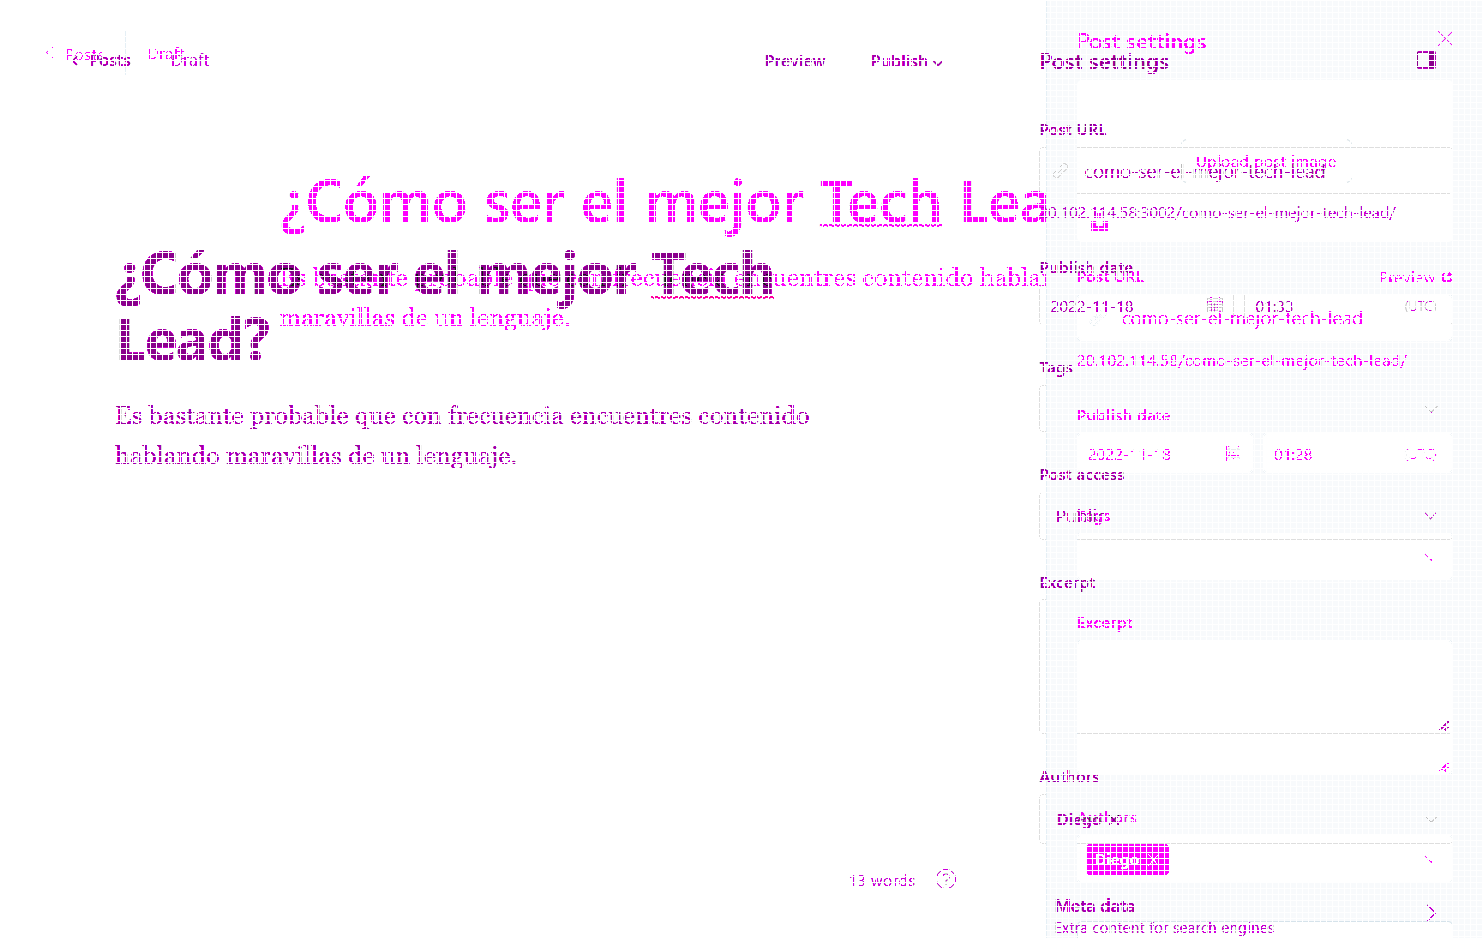 Posts
Draft
Post settings
Posts
Draft
Preview
Publish
Post settings
Post URL
Upload post image
como-ser-el-mejor-tech-lead
¿Cómo ser el mejor Tech Lea
20.102.114.58:3002/como-ser-el-mejor-tech-lead/
¿Cómo ser el mejor Tech
Lead?
encuentres contenido hablan
maravillas de un lenguaje.
Publish date
Post URL
Preview
2022-11-18
01:33
(UTC)
como-ser-el-mejor-tech-lead
20.102.114.58/como-ser-el-mejor-tech-lead/
Tags
Es bastante probable que con frecuencia encuentres contenido
hablando maravillas de un lenguaje.
Publish date
2022-11-18
01:28
(UTC)
Post access
Public
Excerpt
Excerpt
Authors
Diego
Authors
Diego ×
13 words
?
Meta data
Extra content for search engines